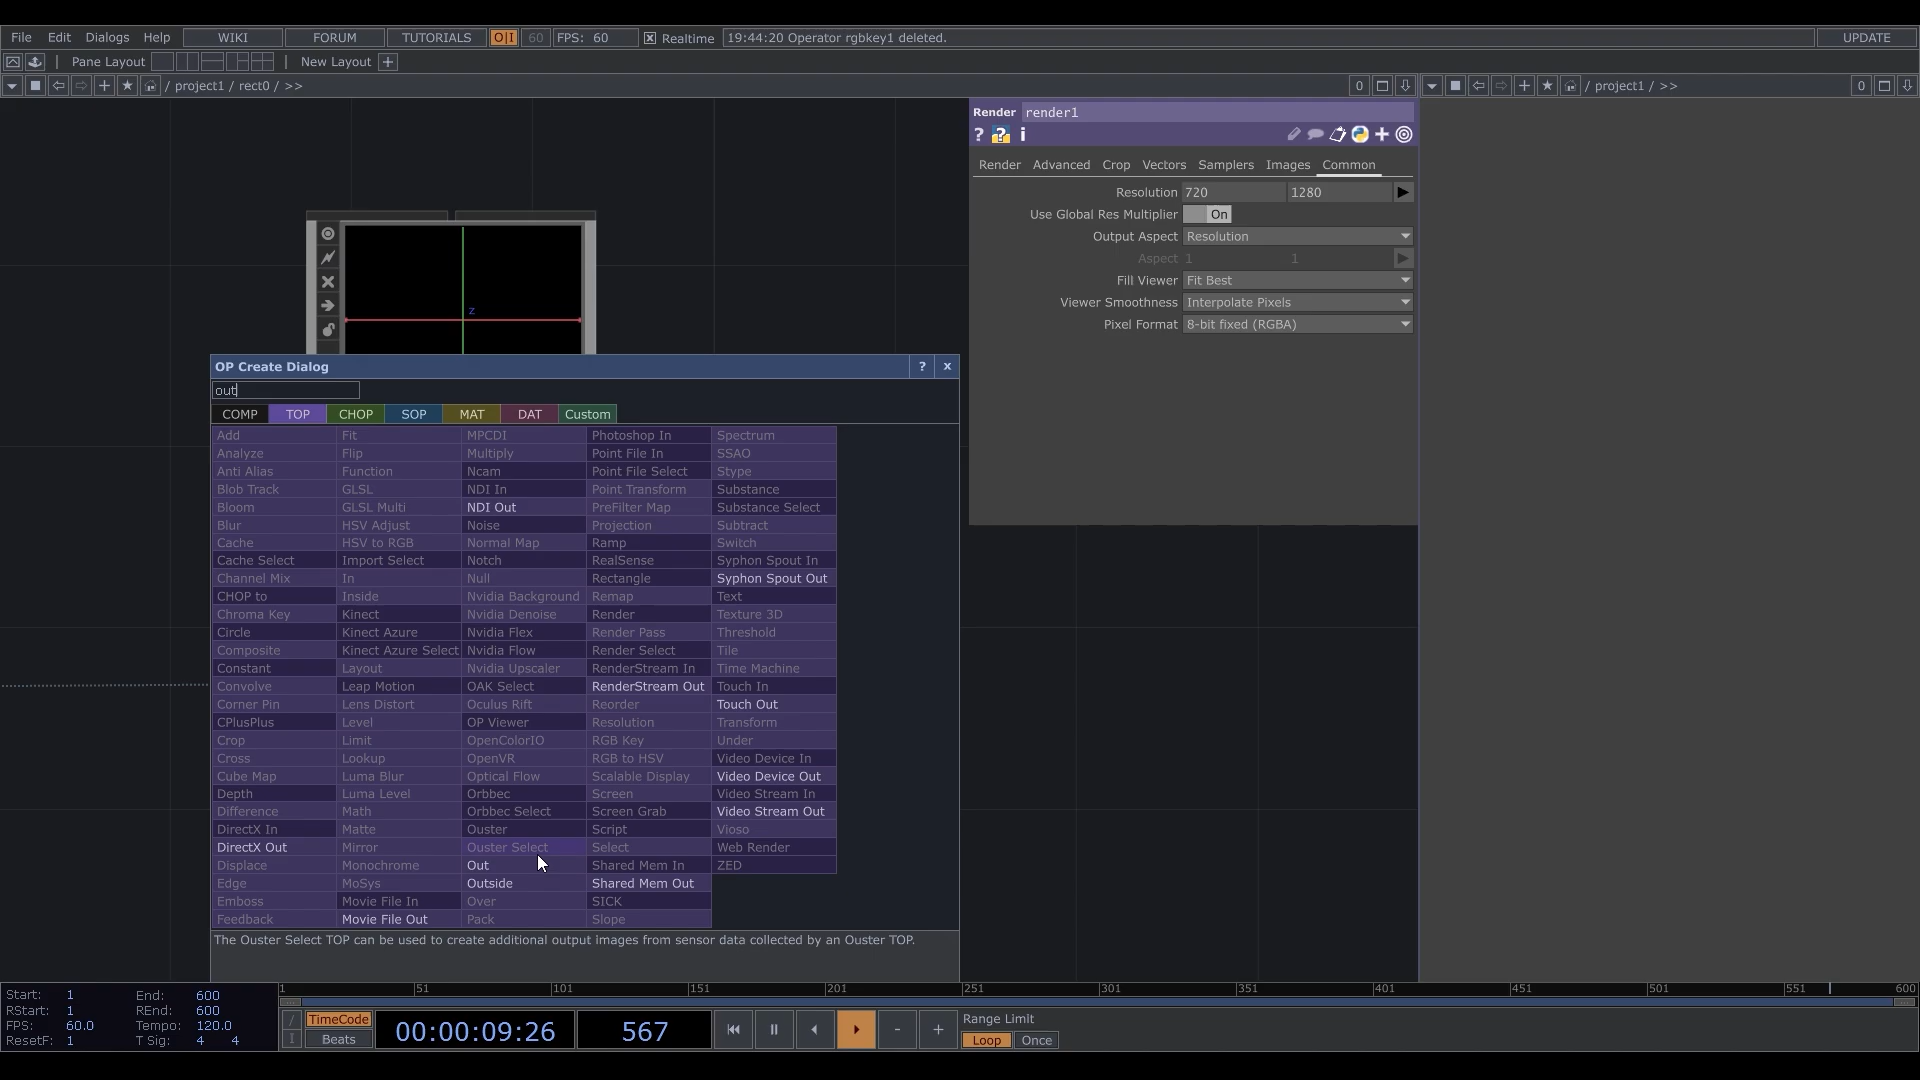 File Edit Dialogs Help WIKI FORUM TUTORIALS O|I 60 FPS: 60 Realtime 19:44:20 Operator rgbkey1 deleted. UPDATE
Pane Layout New Layout
/ project1 / rect0 / >> 0 / project1 / >> 0
Render render1
Render Advanced Crop Vectors Samplers Images Common
Resolution 720 1280
Use Global Res Multiplier On
Output Aspect Resolution
Aspect 1 1
Fill Viewer Fit Best
Viewer Smoothness Interpolate Pixels
Pixel Format 8-bit fixed (RGBA)
z
OP Create Dialog ? x
out
COMP TOP CHOP SOP MAT DAT Custom
Add Fit MPCDI Photoshop In Spectrum
Analyze Flip Multiply Point File In SSAO
Anti Alias Function Ncam Point File Select Stype
Blob Track GLSL NDI In Point Transform Substance
Bloom GLSL Multi NDI Out PreFilter Map Substance Select
Blur HSV Adjust Noise Projection Subtract
Cache HSV to RGB Normal Map Ramp Switch
Cache Select Import Select Notch RealSense Syphon Spout In
Channel Mix In Null Rectangle Syphon Spout Out
CHOP to Inside Nvidia Background Remap Text
Chroma Key Kinect Nvidia Denoise Render Texture 3D
Circle Kinect Azure Nvidia Flex Render Pass Threshold
Composite Kinect Azure Select Nvidia Flow Render Select Tile
Constant Layout Nvidia Upscaler RenderStream In Time Machine
Convolve Leap Motion OAK Select RenderStream Out Touch In
Corner Pin Lens Distort Oculus Rift Reorder Touch Out
CPlusPlus Level OP Viewer Resolution Transform
Crop Limit OpenColorIO RGB Key Under
Cross Lookup OpenVR RGB to HSV Video Device In
Cube Map Luma Blur Optical Flow Scalable Display Video Device Out
Depth Luma Level Orbbec Screen Video Stream In
Difference Math Orbbec Select Screen Grab Video Stream Out
DirectX In Matte Ouster Script Vioso
DirectX Out Mirror Ouster Select Select Web Render
Displace Monochrome Out Shared Mem In ZED
Edge MoSys Outside Shared Mem Out
Emboss Movie File In Over SICK
Feedback Movie File Out Pack Slope
The Ouster Select TOP can be used to create additional output images from sensor data collected by an Ouster TOP.
1 51 101 151 201 251 301 351 401 451 501 551 600
Start: 1 End: 600
RStart: 1 REnd: 600
FPS: 60.0 Tempo: 120.0
ResetF: 1 T Sig: 4 4
/ I TimeCode Beats 00:00:09:26 567 - + Range Limit
Loop Once